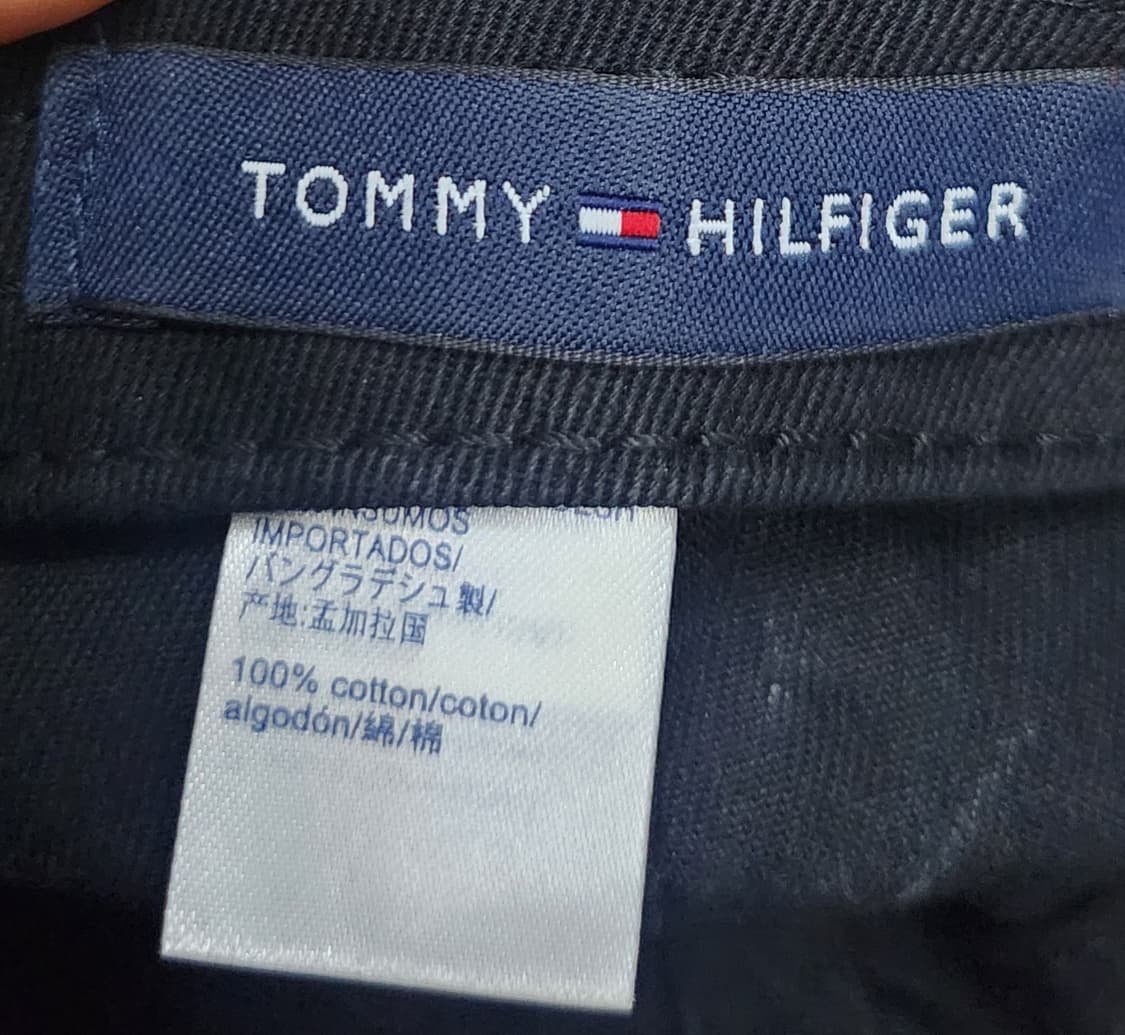 TOMMY HILFIGER
INSUMOS
IMPORTADOS/
バングラデシュ製/
产地:孟加拉国
100% cotton/coton/
algodón/綿/棉